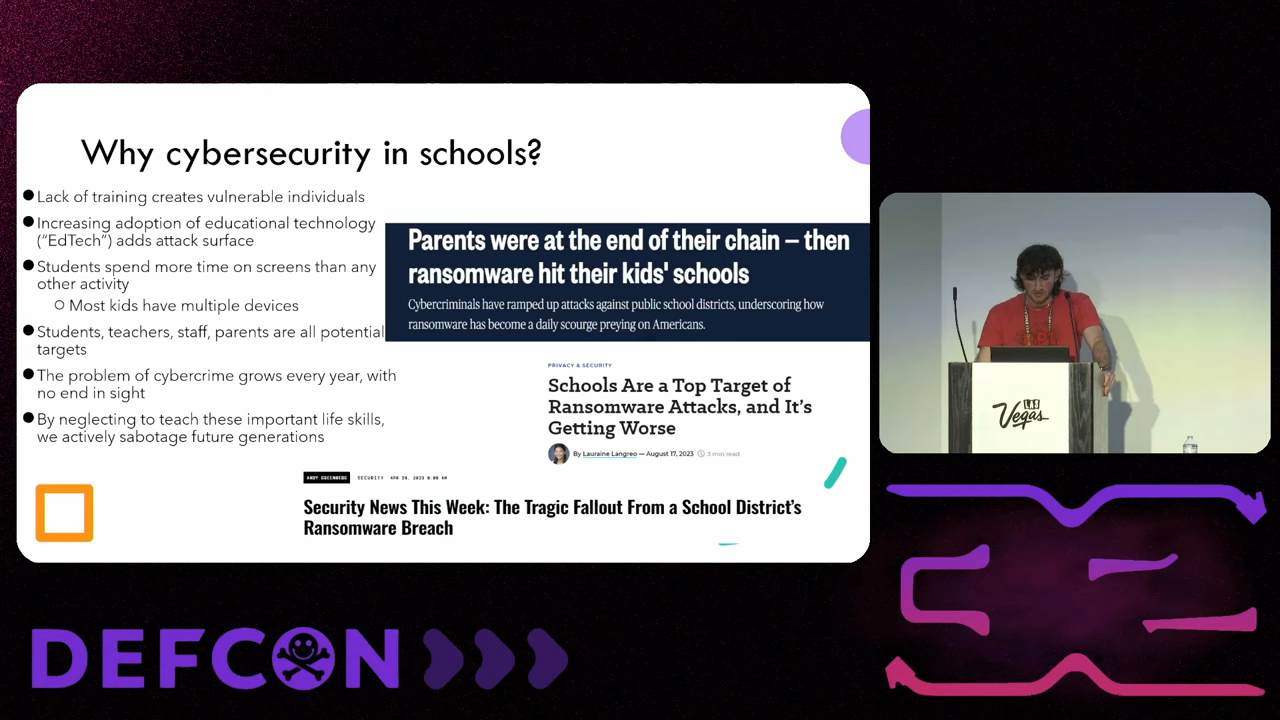 Why cybersecurity in schools?
Lack of training creates vulnerable individuals
Increasing adoption of educational technology
("EdTech") adds attack surface
Students spend more time on screens than any
other activity
Most kids have multiple devices
Students, teachers, staff, parents are all potential
targets
The problem of cybercrime grows every year, with
no end in sight
By neglecting to teach these important life skills,
we actively sabotage future generations
Parents were at the end of their chain — then
ransomware hit their kids' schools
Cybercriminals have ramped up attacks against public school districts, underscoring how
ransomware has become a daily scourge preying on Americans.
PRIVACY & SECURITY
Schools Are a Top Target of
Ransomware Attacks, and It's
Getting Worse
By Lauraine Langreo — August 17, 2023 3 min read
ANDY GREENBERG SECURITY APR 29, 2023 9:00 AM
Security News This Week: The Tragic Fallout From a School District's
Ransomware Breach
LAS
Vegas
DEFCON